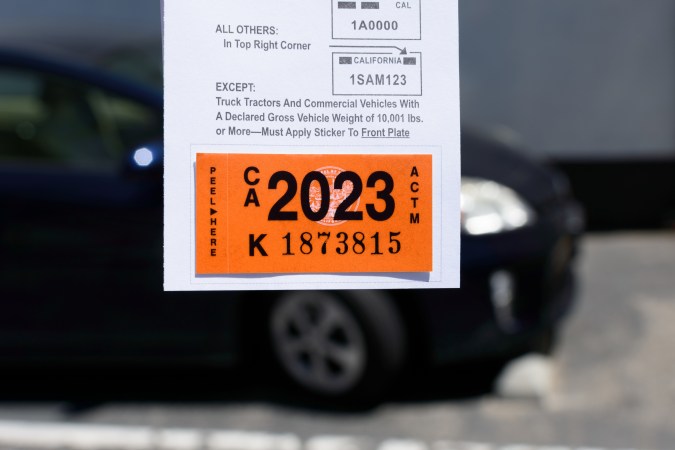 CAL
1A0000
ALL OTHERS:
In Top Right Corner
CALIFORNIA
1SAM123
EXCEPT:
Truck Tractors And Commercial Vehicles With
A Declared Gross Vehicle Weight of 10,001 lbs.
or More—Must Apply Sticker To Front Plate
PEEL▶HERE
CA
2023
ACTM
K 1873815